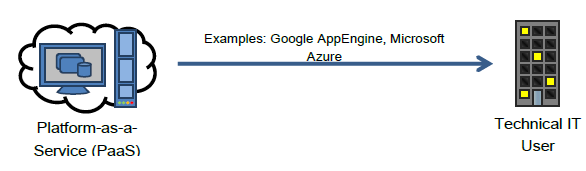 Examples: Google AppEngine, Microsoft
Azure
Platform-as-a-
Service (PaaS)
Technical IT
User